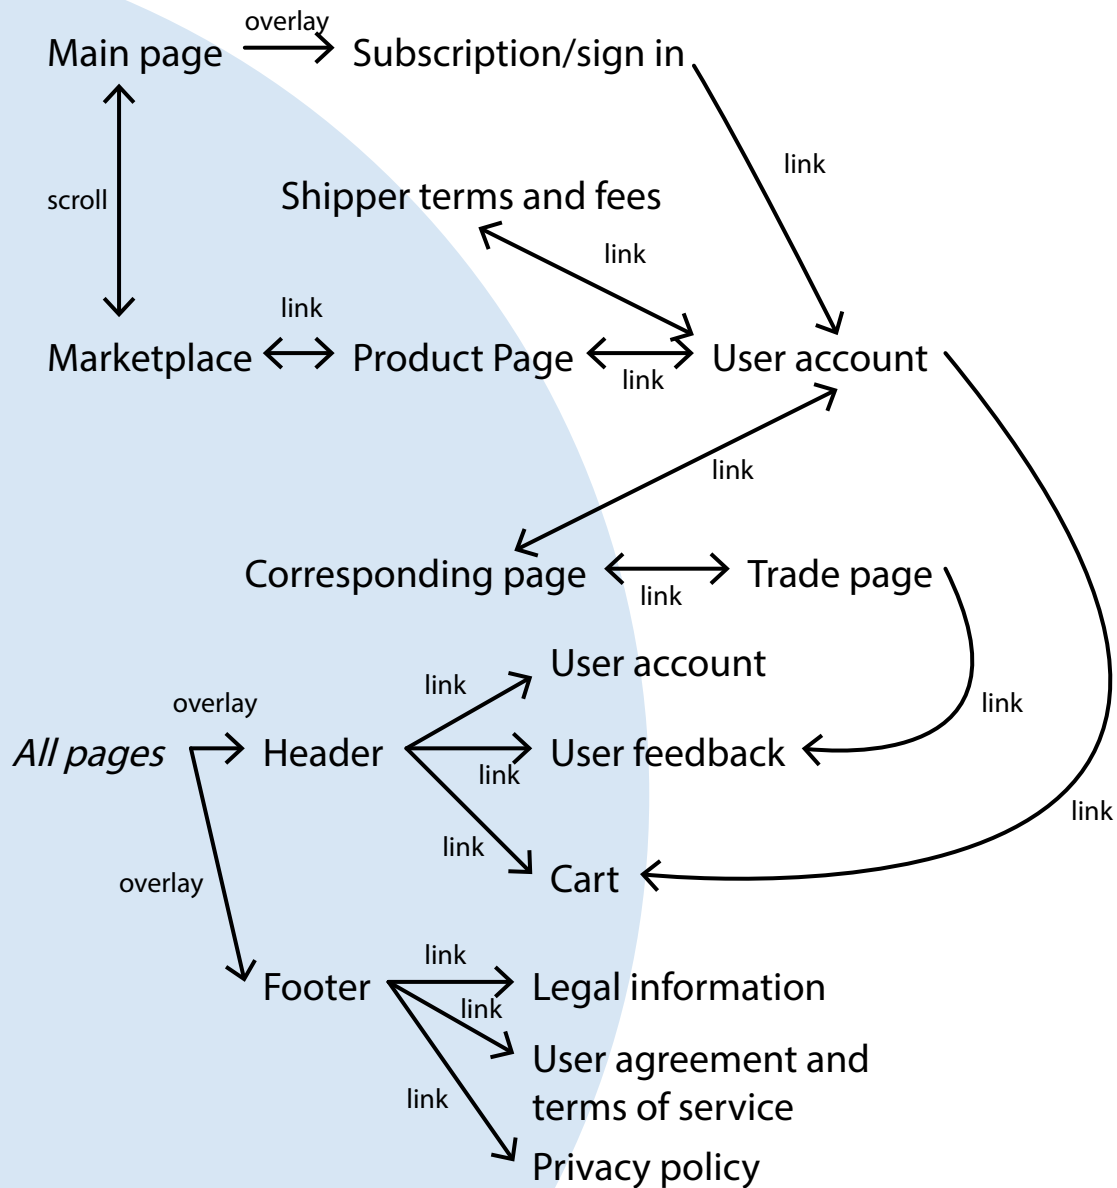 overlay
Main page
Subscription/sign in
link
scroll
Shipper terms and fees
link
link
Marketplace
Product Page
link
User account
link
Corresponding page
link
Trade page
User account
link
overlay
link
All pages
Header
User feedback
link
link
link
overlay
Cart
link
Footer
Legal information
link
User agreement and
link
terms of service
Privacy policy